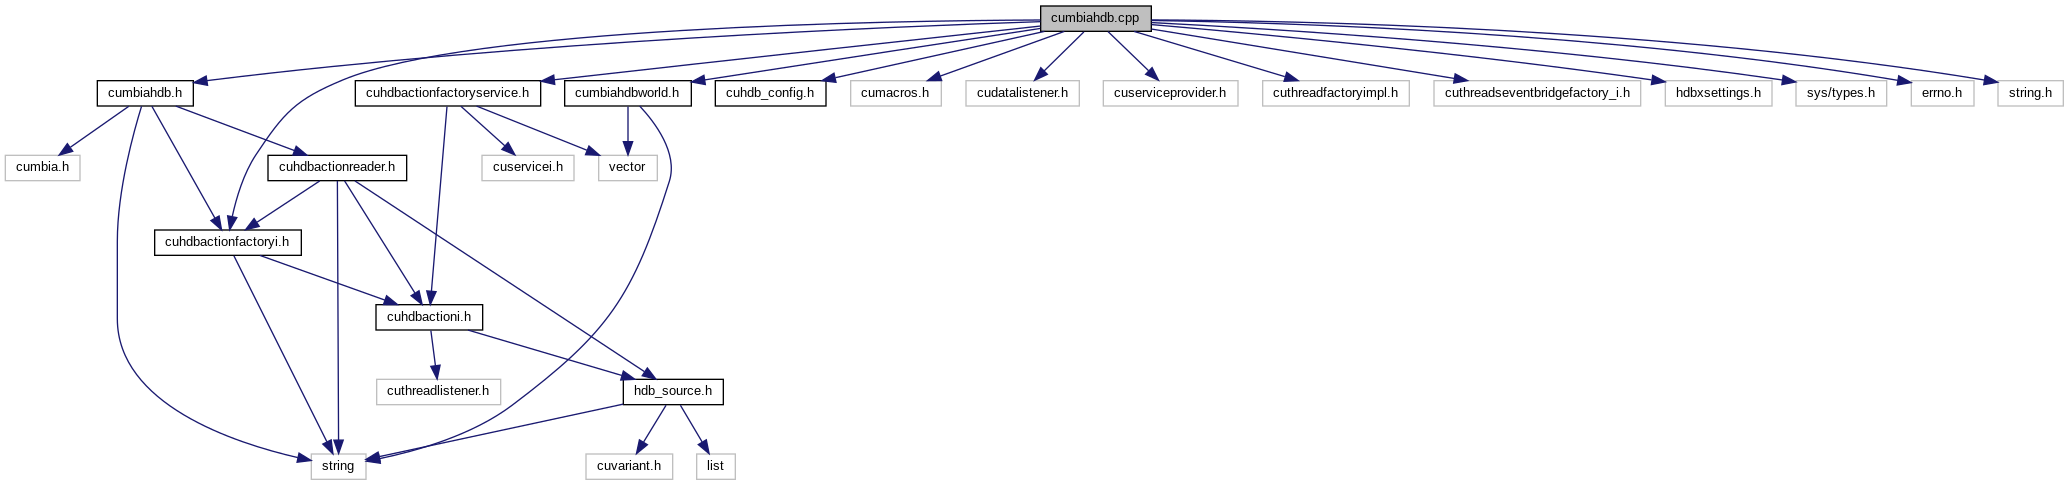 cumbiahdb.cpp
cumbiahdb.h
cuhdbactionfactoryservice.h
cumbiahdbworld.h
cuhdb_config.h
cumacros.h
cudatalistener.h
cuserviceprovider.h
cuthreadfactoryimpl.h
cuthreadseventbridgefactory_i.h
hdbxsettings.h
sys/types.h
errno.h
string.h
cumbia.h
cuhdbactionreader.h
cuservicei.h
vector
cuhdbactionfactoryi.h
cuhdbactioni.h
cuthreadlistener.h
hdb_source.h
string
cuvariant.h
list